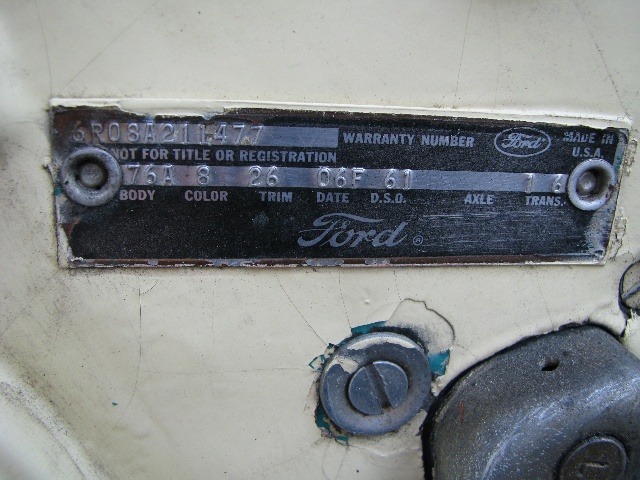 6R08A211477 WARRANTY NUMBER Ford MADE IN
NOT FOR TITLE OR REGISTRATION U.S.A
76A 8 26 06F 61 1 6
BODY COLOR TRIM DATE D.S.O. AXLE TRANS.
Ford ®